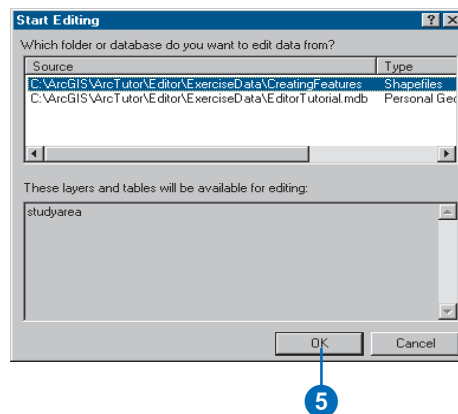 Start Editing
Which folder or database do you want to edit data from?
Source Type
C:\ArcGIS\ArcTutor\Editor\ExerciseData\CreatingFeatures Shapefiles
C:\ArcGIS\ArcTutor\Editor\ExerciseData\EditorTutorial.mdb Personal Geo
These layers and tables will be available for editing:
studyarea
OK Cancel
5